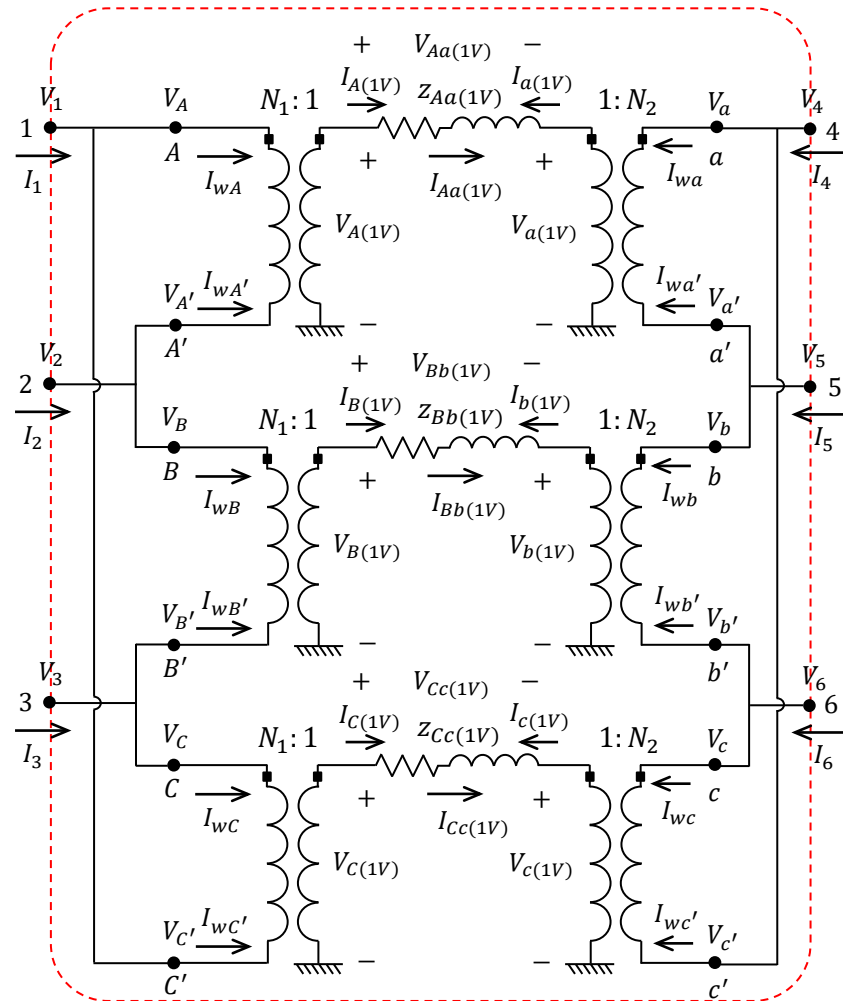 + V_{Aa(1V)} −
I_{A(1V)} I_{a(1V)}
V_1 V_A N_1: 1 z_{Aa(1V)} 1: N_2 V_a V_4
1 4
A I_{wA} + I_{Aa(1V)} + I_{wa} a
I_1 I_4
V_{A(1V)} V_{a(1V)}
V_{A'} I_{wA'} I_{wa'} V_{a'}
A' − − a'
V_2 + V_{Bb(1V)} − V_5
2 I_{B(1V)} I_{b(1V)} 5
V_B N_1: 1 z_{Bb(1V)} 1: N_2 V_b
I_2 I_5
B I_{wB} + I_{Bb(1V)} + I_{wb} b
V_{B(1V)} V_{b(1V)}
V_{B'} I_{wB'} I_{wb'} V_{b'}
B' − − b'
V_3 + V_{Cc(1V)} − V_6
3 I_{C(1V)} I_{c(1V)} 6
V_C N_1: 1 z_{Cc(1V)} 1: N_2 V_c
I_3 I_6
C I_{wC} + I_{Cc(1V)} + I_{wc} c
V_{C(1V)} V_{c(1V)}
V_{C'} I_{wC'} I_{wc'} V_{c'}
C' − − c'